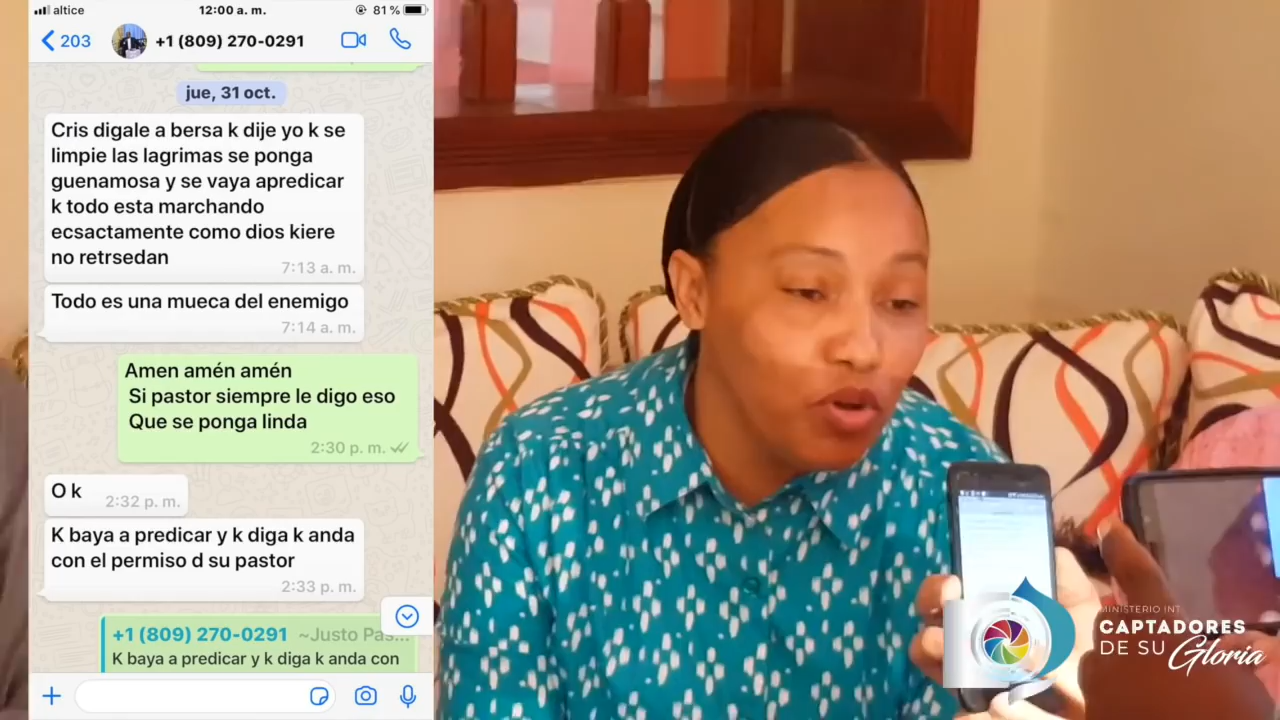 altice
12:00 a. m.
81 %
203
+1 (809) 270-0291
jue, 31 oct.
Cris digale a bersa k dije yo k se
limpie las lagrimas se ponga
guenamosa y se vaya apredicar
k todo esta marchando
ecsactamente como dios kiere
no retrsedan
7:13 a. m.
Todo es una mueca del enemigo
7:14 a. m.
Amen amén amén
Si pastor siempre le digo eso
Que se ponga linda
2:30 p. m.
O k
2:32 p. m.
K baya a predicar y k diga k anda
con el permiso d su pastor
2:33 p. m.
+1 (809) 270-0291 ~Justo Pas...
K baya a predicar y k diga k anda con
MINISTERIO INT.
CAPTADORES
DE SU Gloria